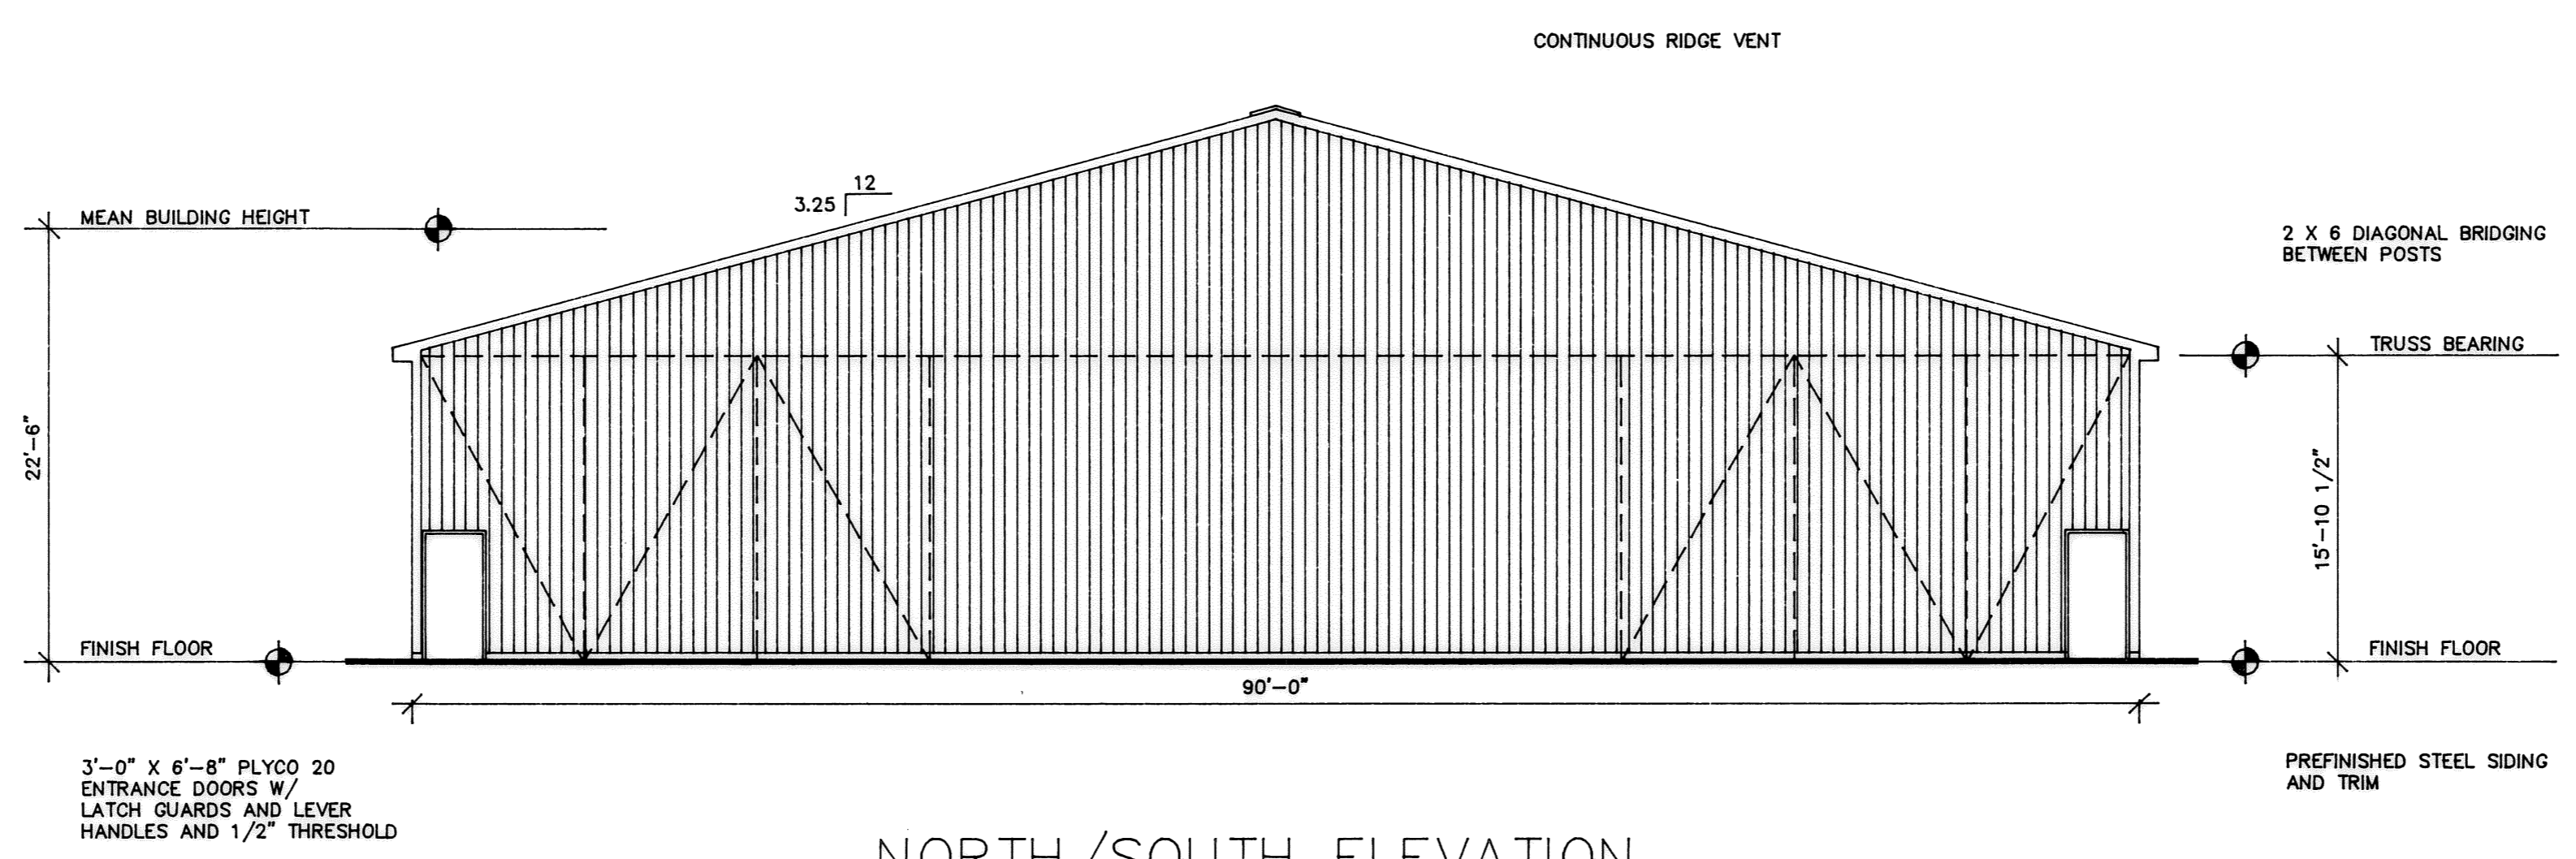 CONTINUOUS RIDGE VENT
12
3.25
MEAN BUILDING HEIGHT
2 X 6 DIAGONAL BRIDGING
BETWEEN POSTS
TRUSS BEARING
22'-6"
15'-10 1/2"
FINISH FLOOR
FINISH FLOOR
90'-0"
3'-0" X 6'-8" PLYCO 20
ENTRANCE DOORS W/
LATCH GUARDS AND LEVER
HANDLES AND 1/2" THRESHOLD
PREFINISHED STEEL SIDING
AND TRIM
NORTH/SOUTH ELEVATION